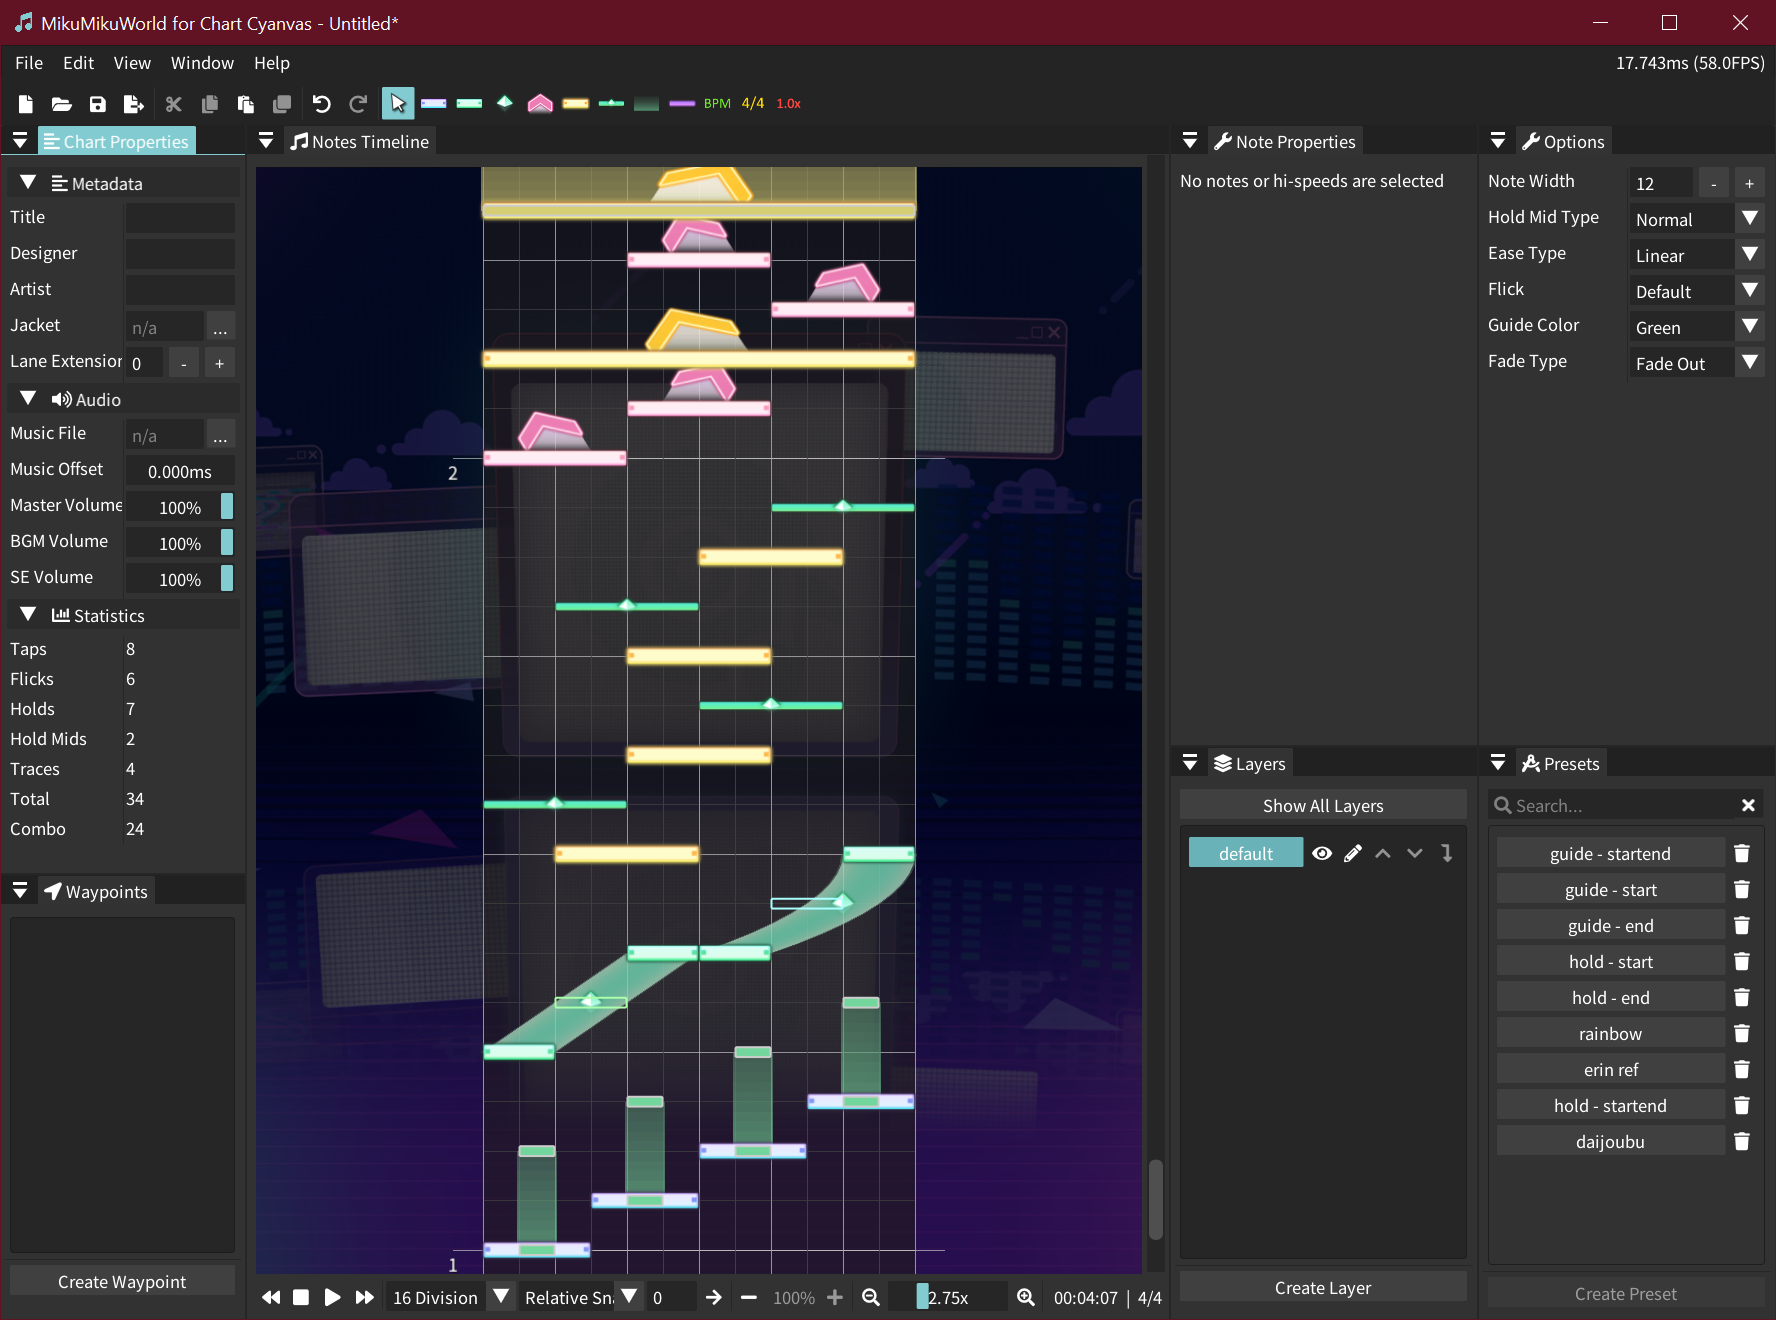 MikuMikuWorld for Chart Cyanvas - Untitled*
File Edit View Window Help
17.743ms (58.0FPS)
BPM 4/4 1.0x
Chart Properties
Metadata
Title
Designer
Artist
Jacket n/a ...
Lane Extension 0 - +
Audio
Music File n/a ...
Music Offset 0.000ms
Master Volume 100%
BGM Volume 100%
SE Volume 100%
Statistics
Taps 8
Flicks 6
Holds 7
Hold Mids 2
Traces 4
Total 34
Combo 24
Waypoints
Create Waypoint
Notes Timeline
2
1
16 Division Relative Sna 0 100% 2.75x 00:04:07 | 4/4
Note Properties
No notes or hi-speeds are selected
Options
Note Width 12 - +
Hold Mid Type Normal
Ease Type Linear
Flick Default
Guide Color Green
Fade Type Fade Out
Layers
Show All Layers
default
Create Layer
Presets
Search...
guide - startend
guide - start
guide - end
hold - start
hold - end
rainbow
erin ref
hold - startend
daijoubu
Create Preset